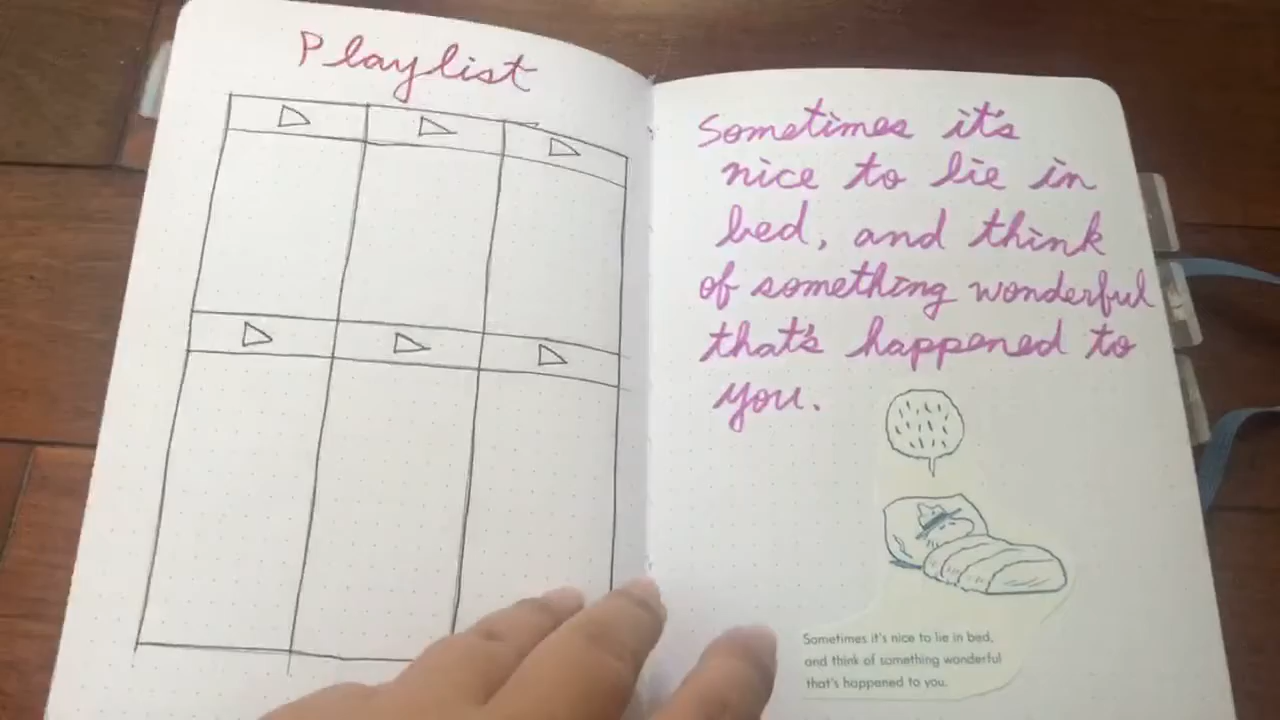 Playlist
Sometimes it's
nice to lie in
bed, and think
of something wonderful
that's happened to
you.
Sometimes it's nice to lie in bed,
and think of something wonderful
that's happened to you.